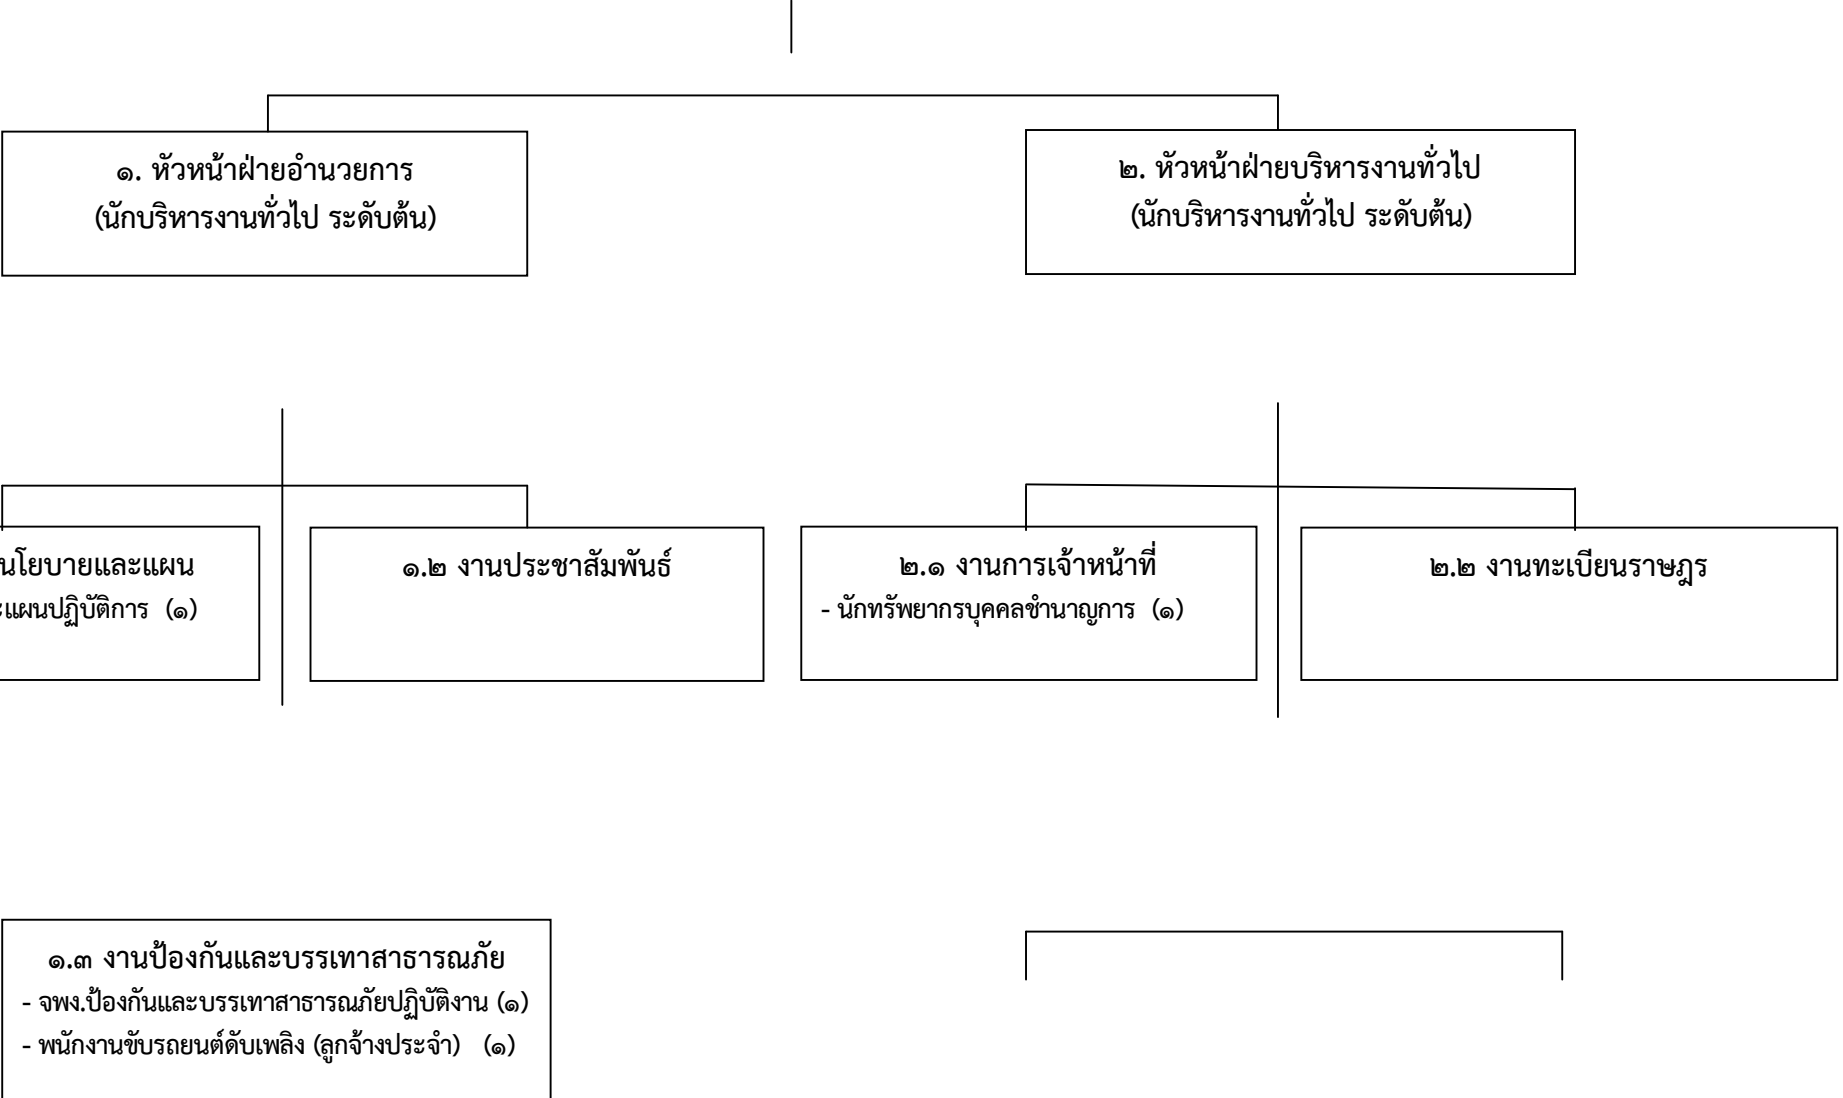 ๑. หัวหน้าฝ่ายอำนวยการ
(นักบริหารงานทั่วไป ระดับต้น)
๒. หัวหน้าฝ่ายบริหารงานทั่วไป
(นักบริหารงานทั่วไป ระดับต้น)
นโยบายและแผน
แผนปฏิบัติการ (๑)
๑.๒ งานประชาสัมพันธ์
๒.๑ งานการเจ้าหน้าที่
- นักทรัพยากรบุคคลชำนาญการ (๑)
๒.๒ งานทะเบียนราษฎร
๑.๓ งานป้องกันและบรรเทาสาธารณภัย
- จพง.ป้องกันและบรรเทาสาธารณภัยปฏิบัติงาน (๑)
- พนักงานขับรถยนต์ดับเพลิง (ลูกจ้างประจำ) (๑)